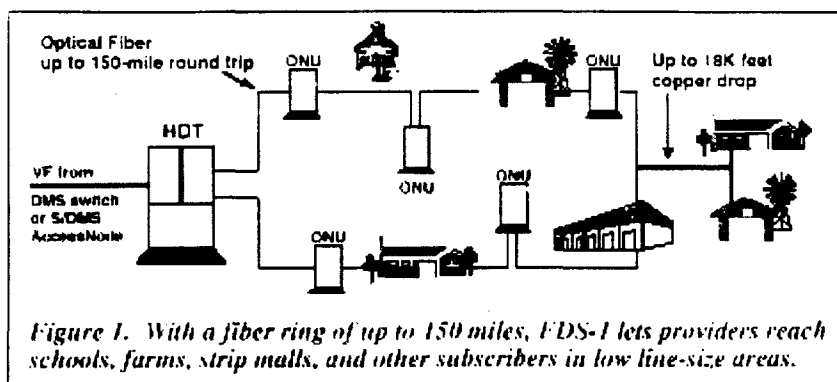 Optical Fiber
up to 150-mile round trip
ONU
ONU
Up to 18K feet
copper drop
HDT
ONU
ONU
VF from
DMS switch
or S/DMS
AccessNode
ONU
Figure 1. With a fiber ring of up to 150 miles, FDS-1 lets providers reach
schools, farms, strip malls, and other subscribers in low line-size areas.